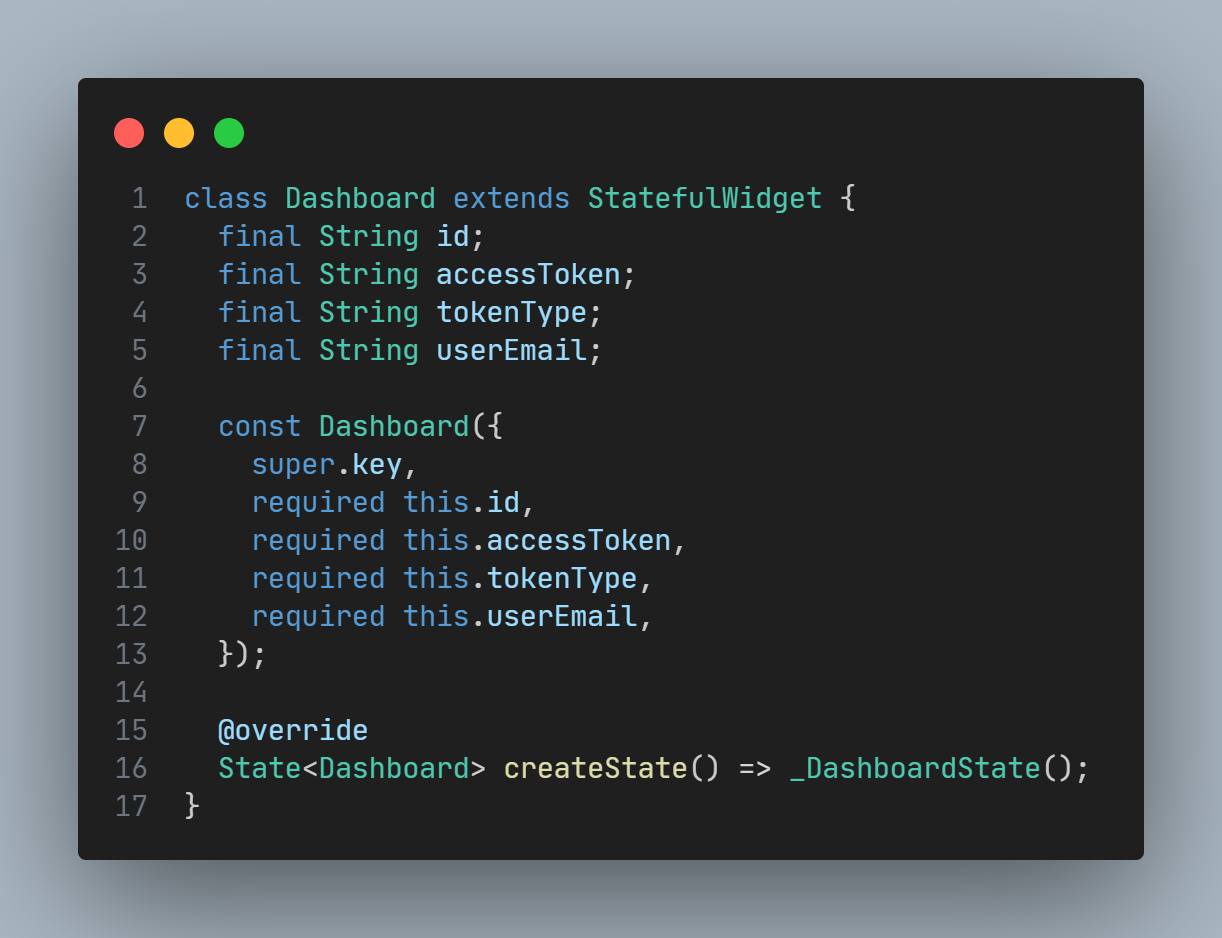 1 class Dashboard extends StatefulWidget {
2   final String id;
3   final String accessToken;
4   final String tokenType;
5   final String userEmail;
6
7   const Dashboard({
8     super.key,
9     required this.id,
10     required this.accessToken,
11     required this.tokenType,
12     required this.userEmail,
13   });
14
15   @override
16   State<Dashboard> createState() => _DashboardState();
17 }